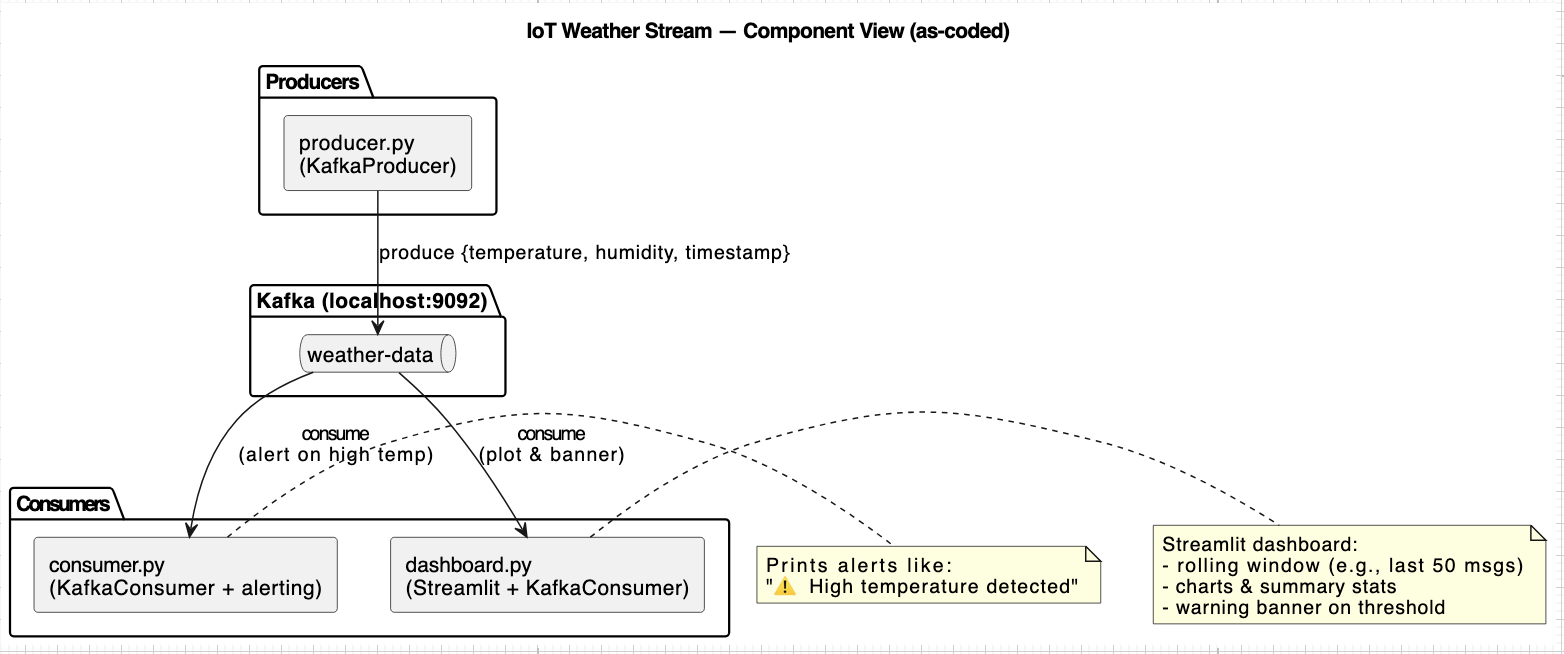 IoT Weather Stream — Component View (as-coded)
Producers
producer.py
(KafkaProducer)
produce {temperature, humidity, timestamp}
Kafka (localhost:9092)
weather-data
consume
(alert on high temp)
consume
(plot & banner)
Consumers
consumer.py
(KafkaConsumer + alerting)
dashboard.py
(Streamlit + KafkaConsumer)
Prints alerts like:
"⚠️ High temperature detected"
Streamlit dashboard:
- rolling window (e.g., last 50 msgs)
- charts & summary stats
- warning banner on threshold